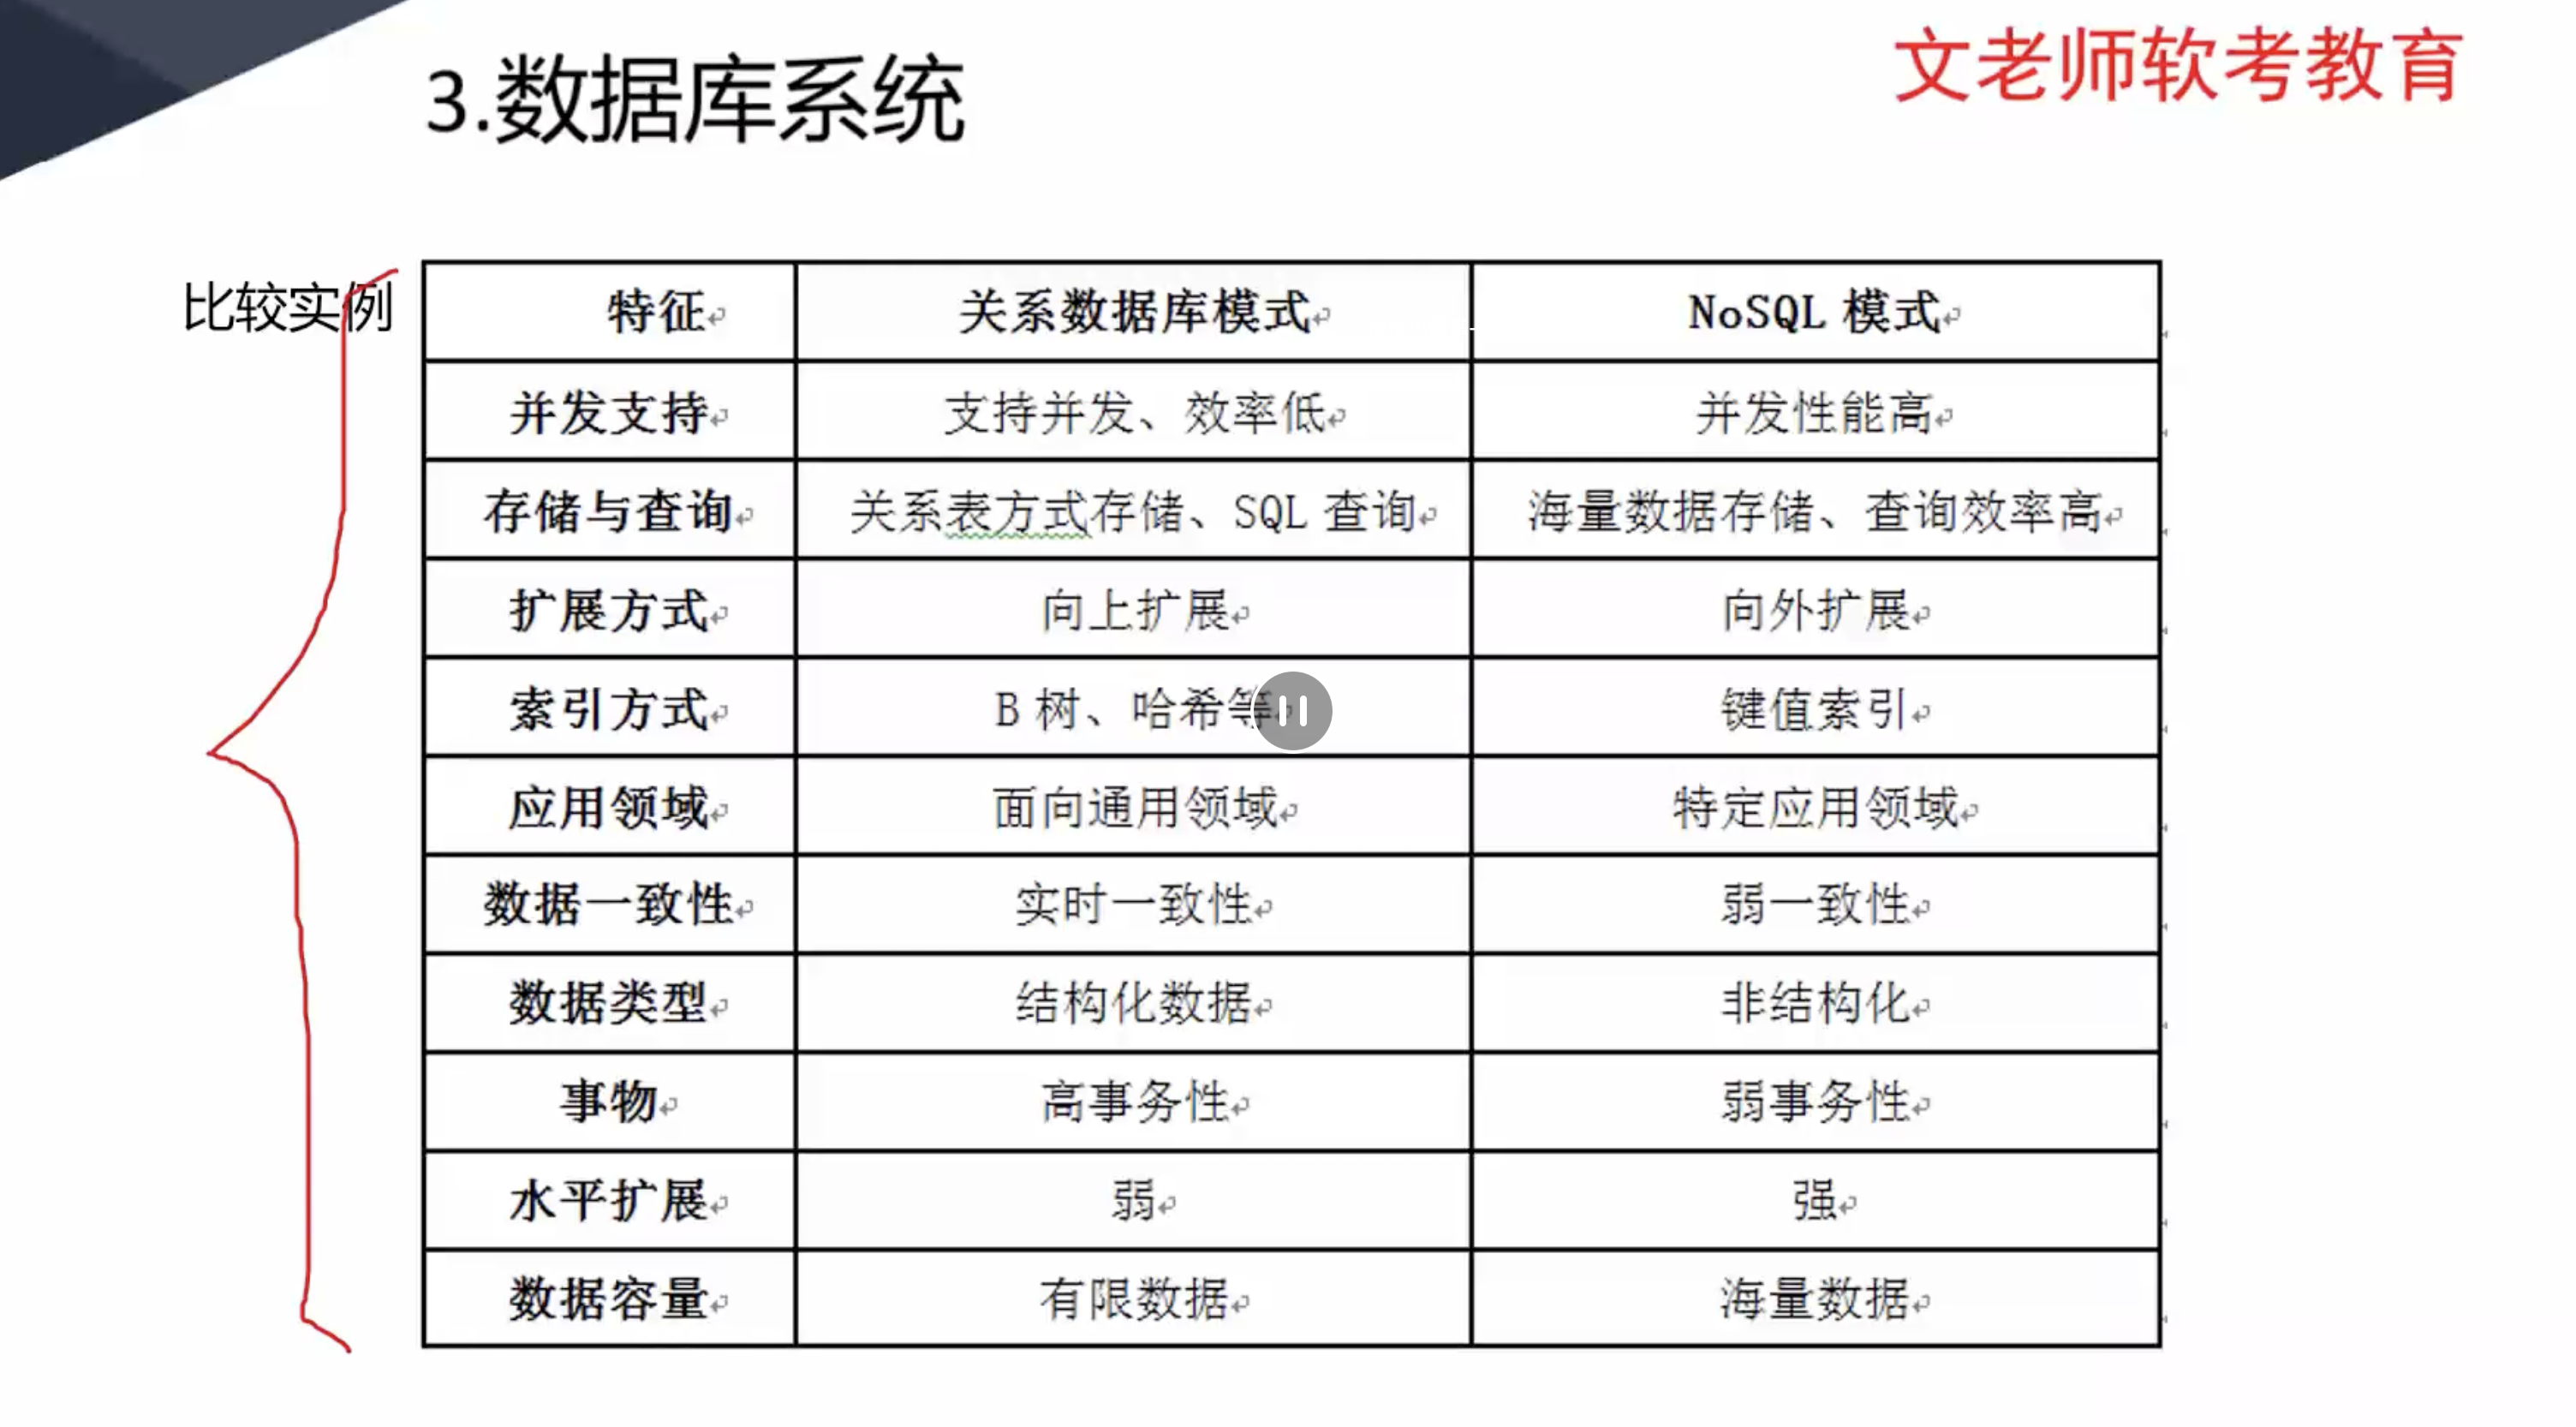 3.数据库系统
文老师软考教育
比较实例
特征 关系数据库模式 NoSQL 模式
并发支持 支持并发、效率低 并发性能高
存储与查询 关系表方式存储、SQL 查询 海量数据存储、查询效率高
扩展方式 向上扩展 向外扩展
索引方式 B 树、哈希等 键值索引
应用领域 面向通用领域 特定应用领域
数据一致性 实时一致性 弱一致性
数据类型 结构化数据 非结构化
事物 高事务性 弱事务性
水平扩展 弱 强
数据容量 有限数据 海量数据